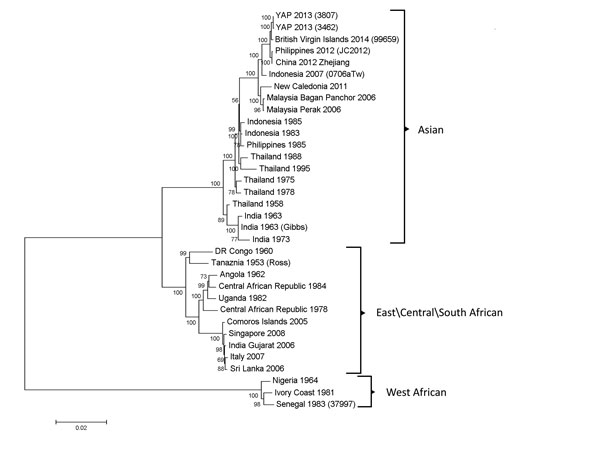 YAP 2013 (3807)
YAP 2013 (3462)
British Virgin Islands 2014 (99659)
Philippines 2012 (JC2012)
China 2012 Zhejiang
Indonesia 2007 (0706aTw)
New Caledonia 2011
Malaysia Bagan Panchor 2006
Malaysia Perak 2006
Indonesia 1985
Indonesia 1983
Philippines 1985
Thailand 1988
Thailand 1995
Thailand 1975
Thailand 1978
Thailand 1958
India 1963
India 1963 (Gibbs)
India 1973
Asian
DR Congo 1960
Tanaznia 1953 (Ross)
Angola 1962
Central African Republic 1984
Uganda 1982
Central African Republic 1978
Comoros Islands 2005
Singapore 2008
India Gujarat 2006
Italy 2007
Sri Lanka 2006
East\Central\South African
Nigeria 1964
Ivory Coast 1981
Senegal 1983 (37997)
West African
100
100
100
100
100
100
100
96
56
99
100
100
78
100
89
77
99
100
73
99
100
100
98
69
88
100
98
0.02